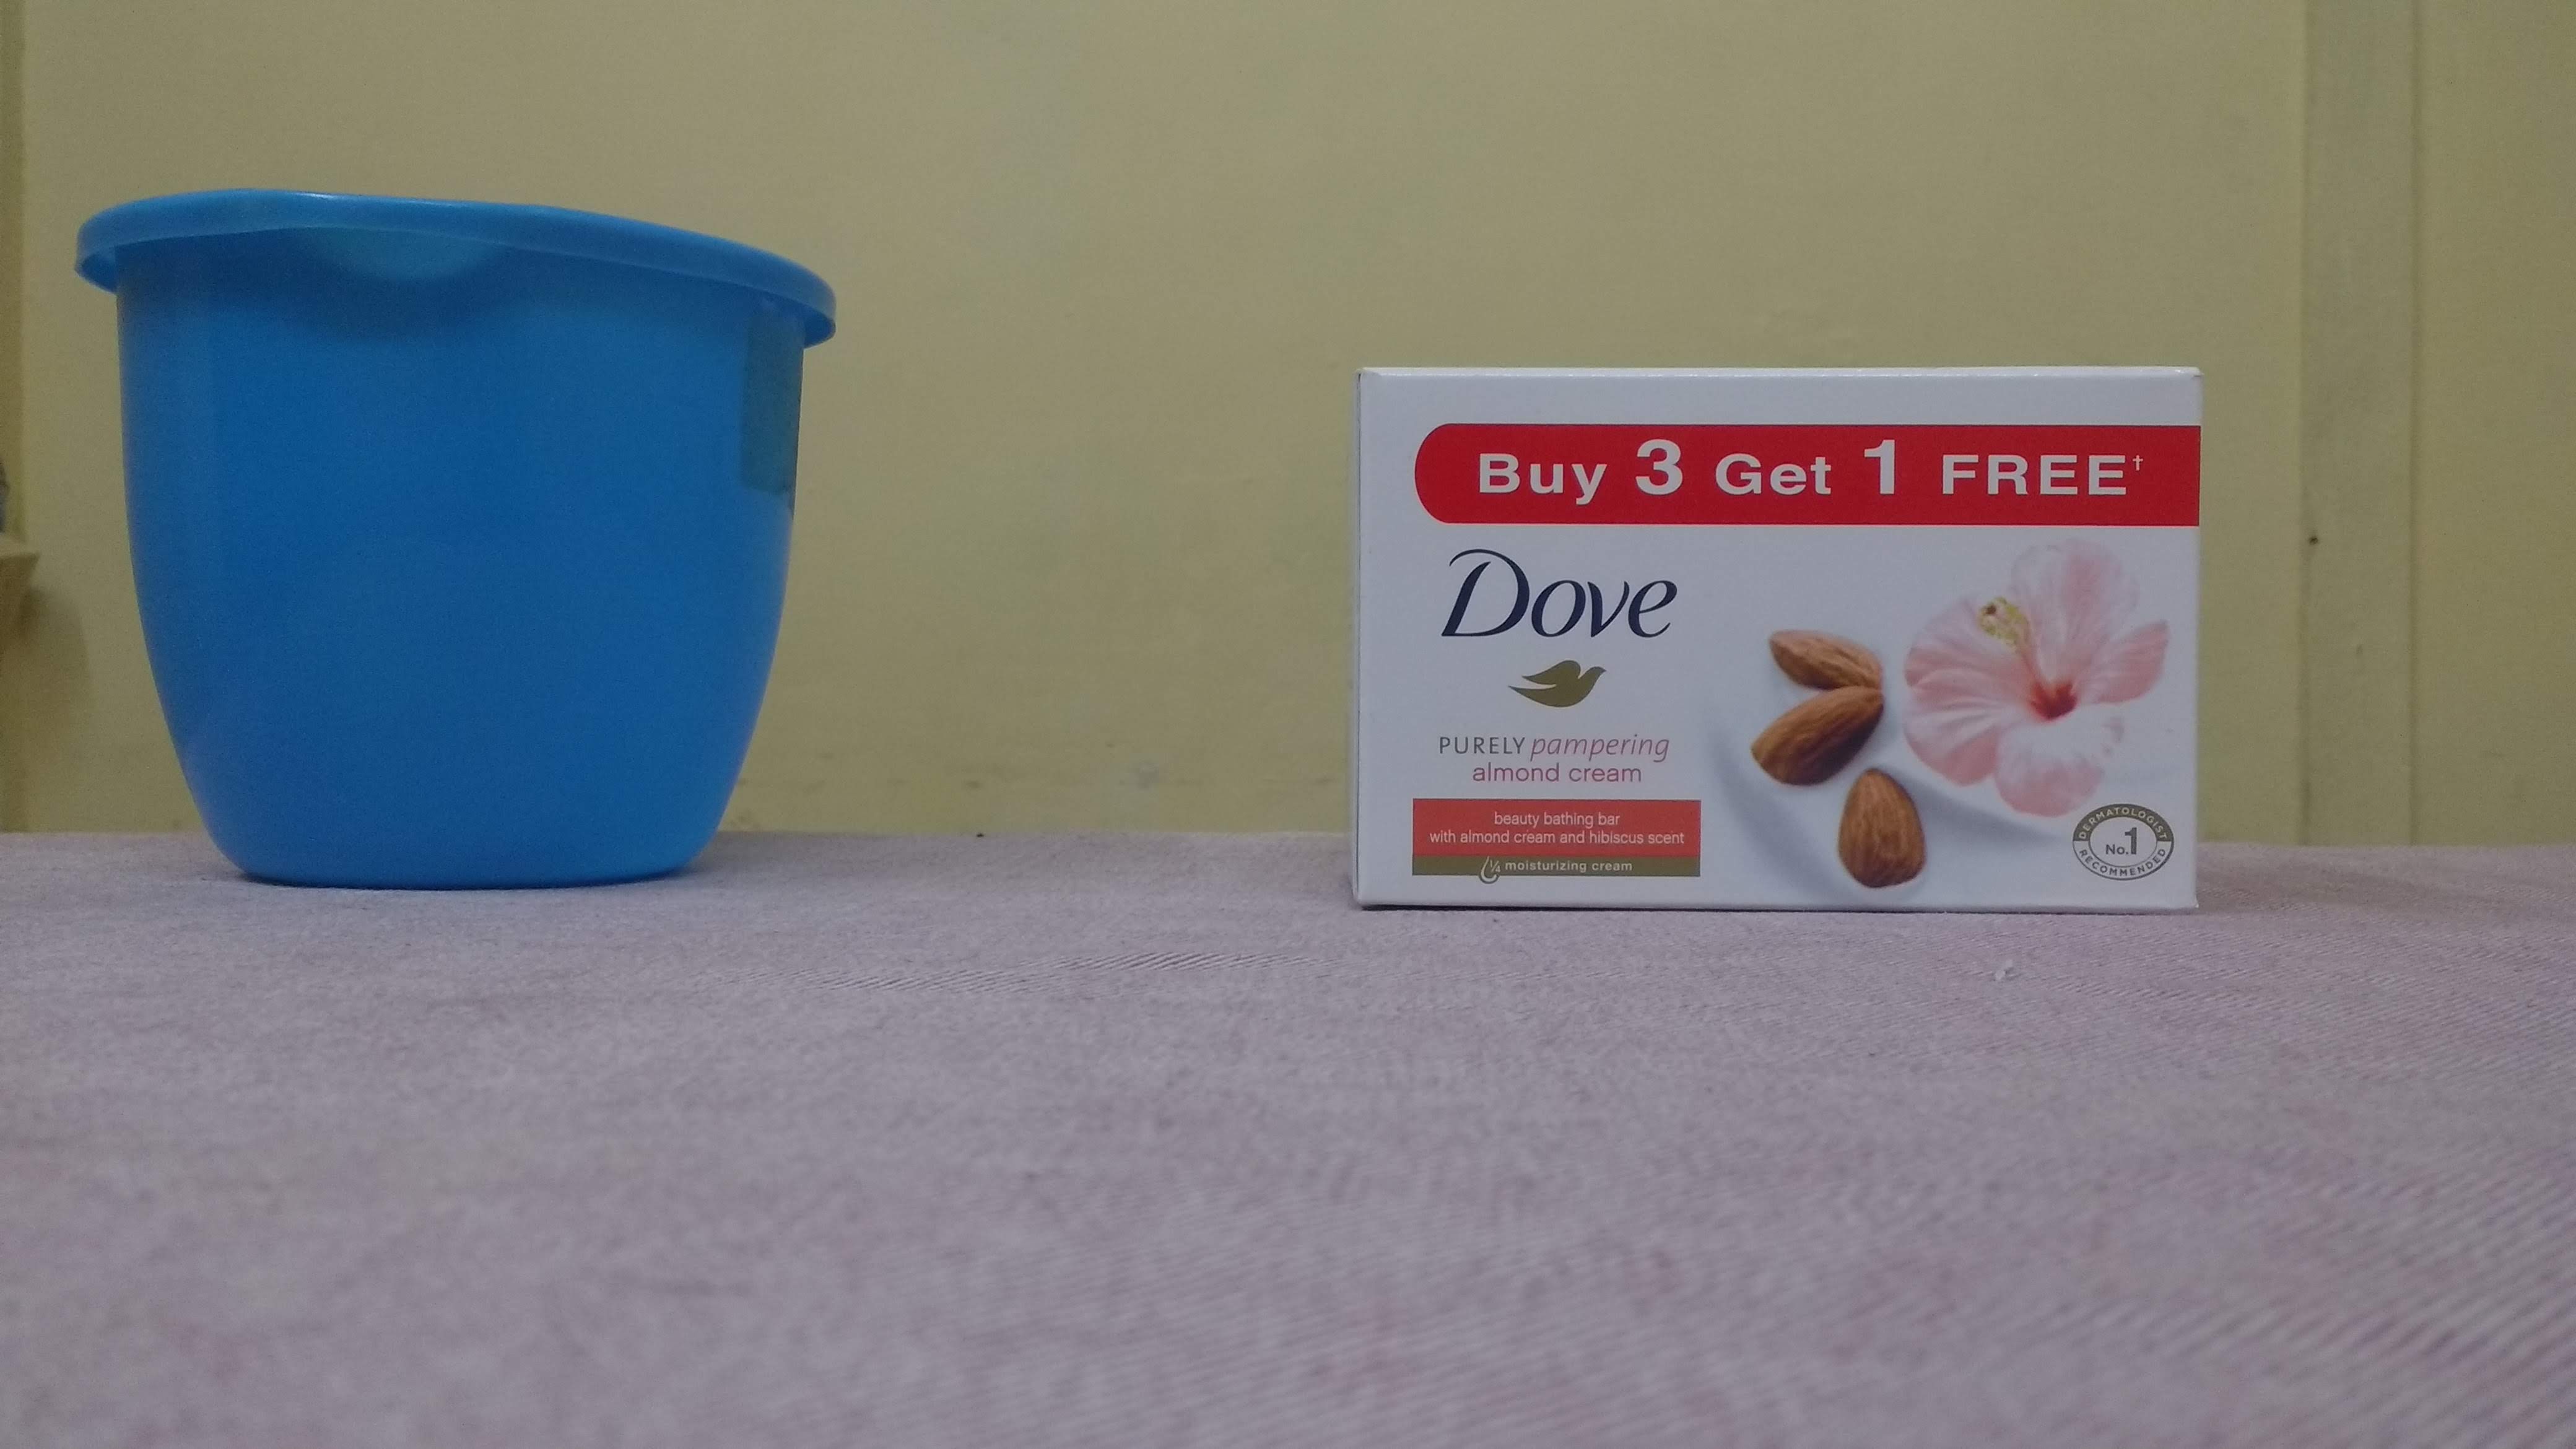 Buy 3 Get 1 FREE†
Dove
PURELY pampering
almond cream
beauty bathing bar
with almond cream and hibiscus scent
¼ moisturizing cream
DERMATOLOGIST
No.1
RECOMMENDED